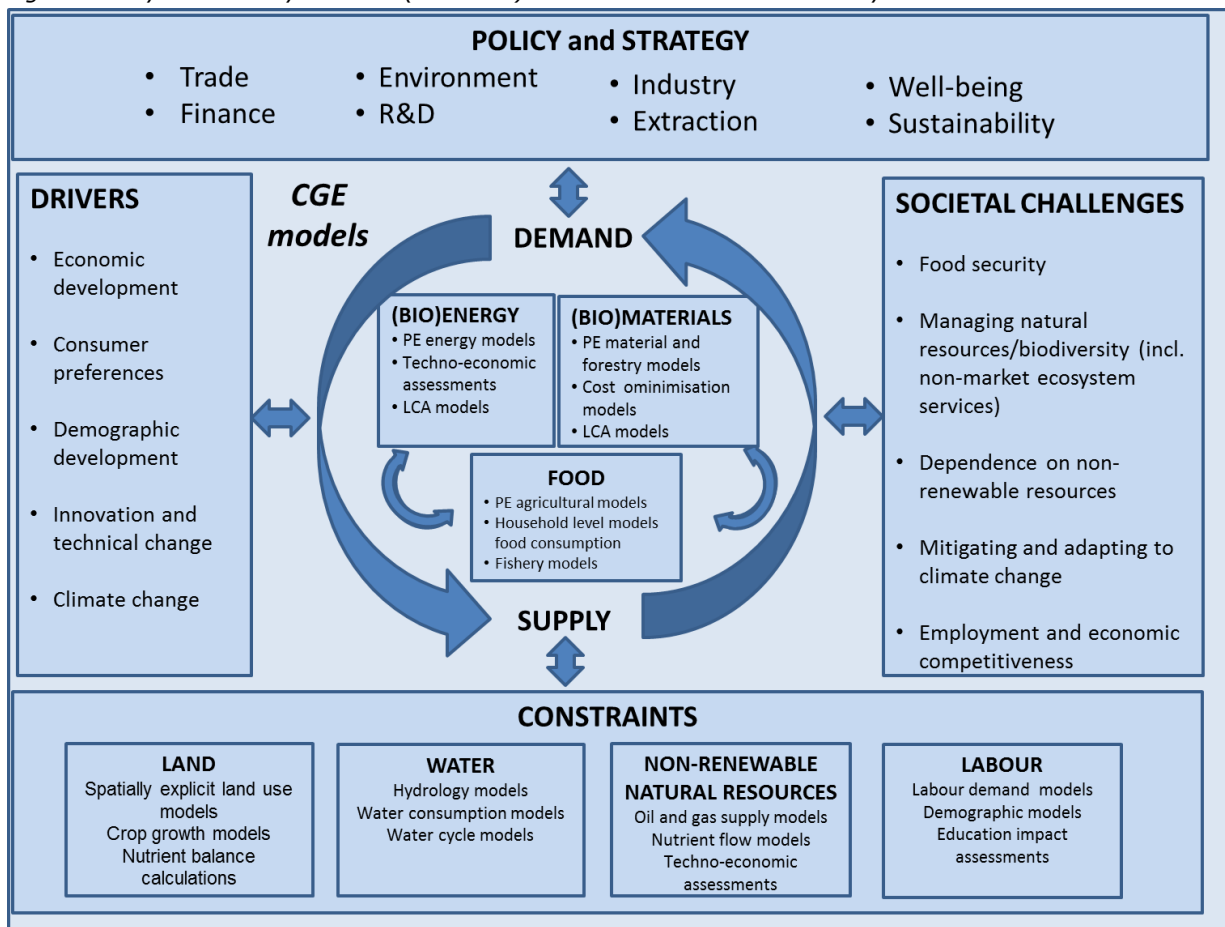 POLICY and STRATEGY
• Trade
• Finance
• Environment
• R&D
• Industry
• Extraction
• Well-being
• Sustainability
DRIVERS
• Economic
development
• Consumer
preferences
• Demographic
development
• Innovation and
technical change
• Climate change
CGE
models
DEMAND
(BIO)ENERGY
• PE energy models
• Techno-economic
assessments
• LCA models
(BIO)MATERIALS
• PE material and
forestry models
• Cost ominimisation
models
• LCA models
FOOD
• PE agricultural models
• Household level models
food consumption
• Fishery models
SUPPLY
SOCIETAL CHALLENGES
• Food security
• Managing natural
resources/biodiversity (incl.
non-market ecosystem
services)
• Dependence on non-
renewable resources
• Mitigating and adapting to
climate change
• Employment and economic
competitiveness
CONSTRAINTS
LAND
Spatially explicit land use
models
Crop growth models
Nutrient balance
calculations
WATER
Hydrology models
Water consumption models
Water cycle models
NON-RENEWABLE
NATURAL RESOURCES
Oil and gas supply models
Nutrient flow models
Techno-economic
assessments
LABOUR
Labour demand models
Demographic models
Education impact
assessments